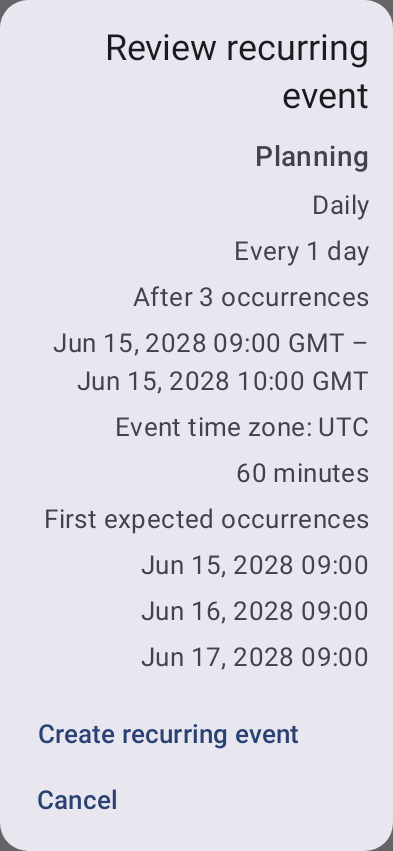 Review recurring
event
Planning
Daily
Every 1 day
After 3 occurrences
Jun 15, 2028 09:00 GMT –
Jun 15, 2028 10:00 GMT
Event time zone: UTC
60 minutes
First expected occurrences
Jun 15, 2028 09:00
Jun 16, 2028 09:00
Jun 17, 2028 09:00
Create recurring event
Cancel